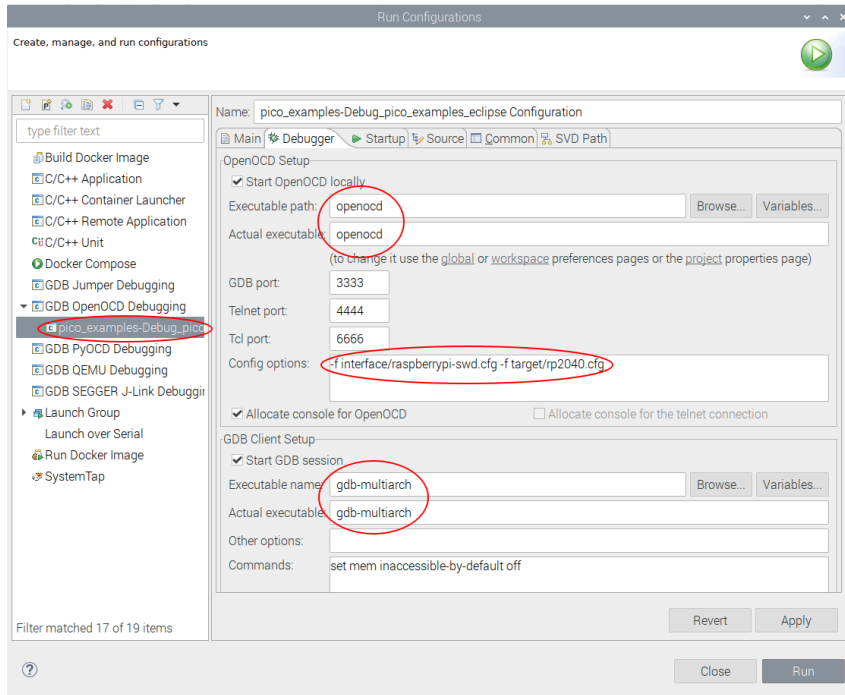 Run Configurations
Create, manage, and run configurations
type filter text
Build Docker Image
C/C++ Application
C/C++ Container Launcher
C/C++ Remote Application
C/C++ Unit
Docker Compose
GDB Jumper Debugging
GDB OpenOCD Debugging
pico_examples-Debug_pico
GDB PyOCD Debugging
GDB QEMU Debugging
GDB SEGGER J-Link Debuggin
Launch Group
Launch over Serial
Run Docker Image
SystemTap
Filter matched 17 of 19 items
Name: pico_examples-Debug_pico_examples_eclipse Configuration
Main Debugger Startup Source Common SVD Path
OpenOCD Setup
Start OpenOCD locally
Executable path: openocd Browse... Variables...
Actual executable: openocd
(to change it use the global or workspace preferences pages or the project properties page)
GDB port: 3333
Telnet port: 4444
Tcl port: 6666
Config options: -f interface/raspberrypi-swd.cfg -f target/rp2040.cfg
Allocate console for OpenOCD Allocate console for the telnet connection
GDB Client Setup
Start GDB session
Executable name: gdb-multiarch Browse... Variables...
Actual executable: gdb-multiarch
Other options:
Commands: set mem inaccessible-by-default off
Revert Apply
? Close Run